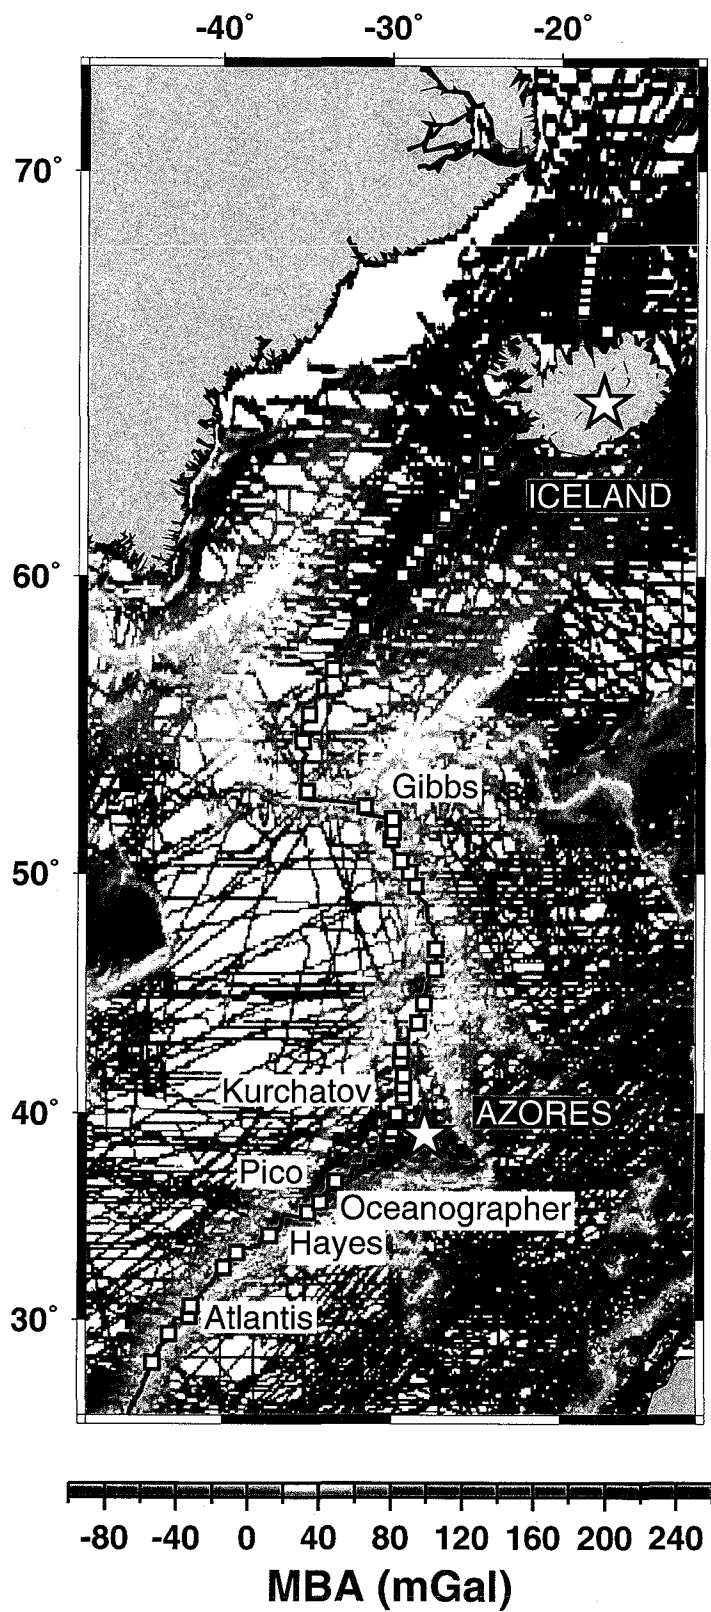 -40° -30° -20°
70°
ICELAND
60°
Gibbs
50°
Kurchatov
40°
AZORES
Pico
Oceanographer
Hayes
30°
Atlantis
-80 -40 0 40 80 120 160 200 240
MBA (mGal)